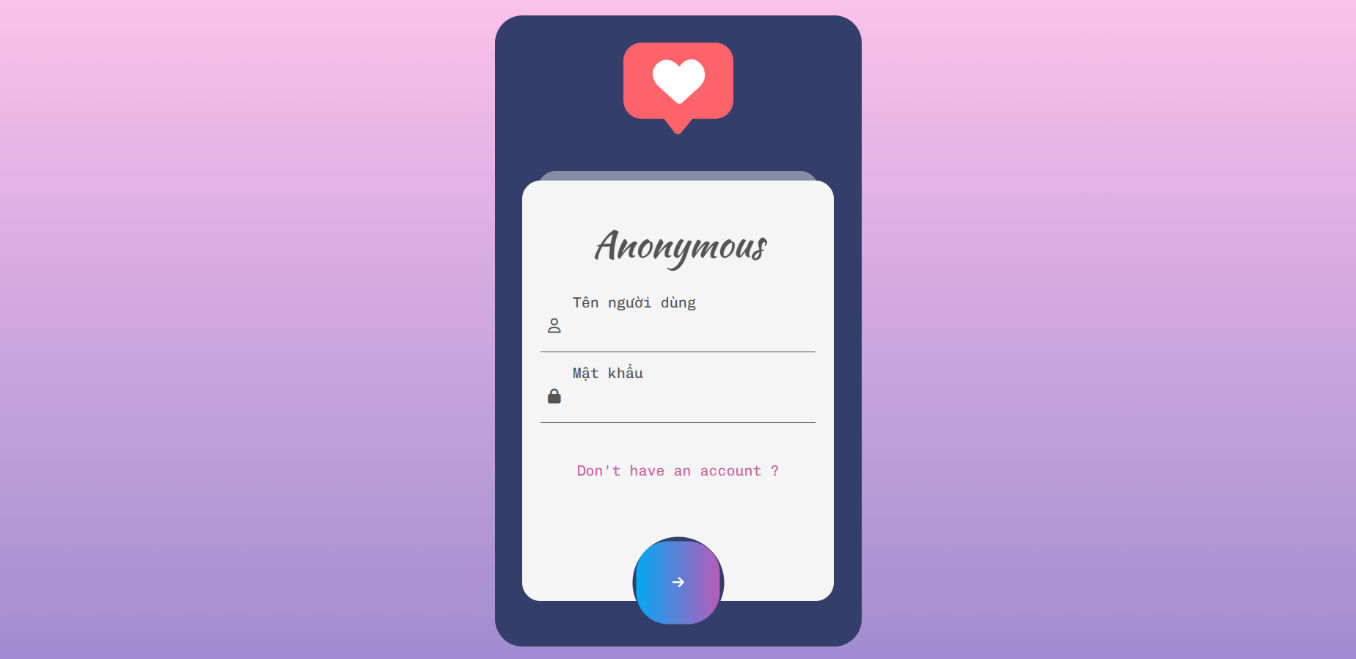 Anonymous
Tên người dùng
Mật khẩu
Don't have an account ?